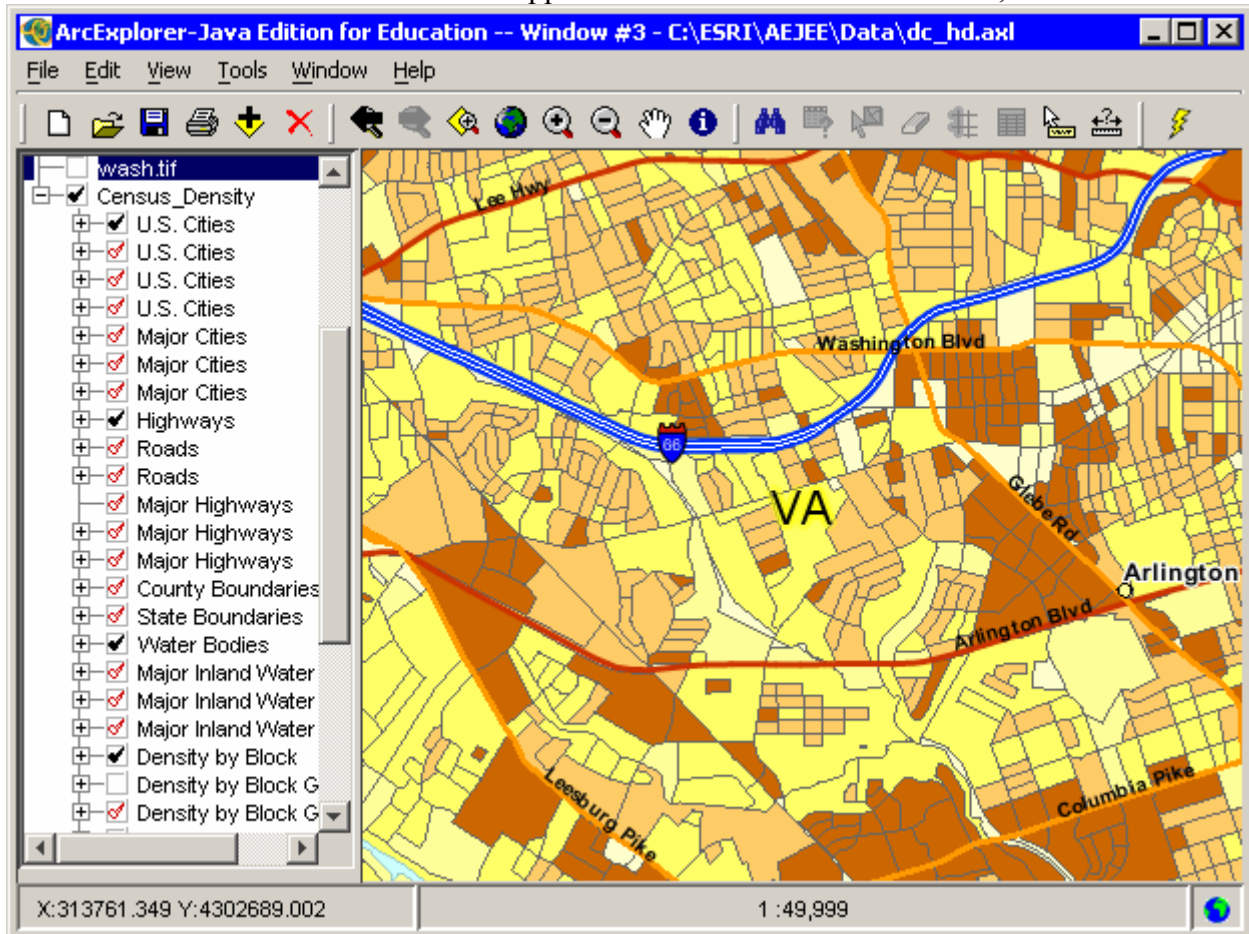 ArcExplorer-Java Edition for Education -- Window #3 - C:\ESRI\AEJEE\Data\dc_hd.axl
File Edit View Tools Window Help
wash.tif
Census_Density
U.S. Cities
U.S. Cities
U.S. Cities
U.S. Cities
Major Cities
Major Cities
Major Cities
Highways
Roads
Roads
Major Highways
Major Highways
Major Highways
County Boundaries
State Boundaries
Water Bodies
Major Inland Water
Major Inland Water
Major Inland Water
Density by Block
Density by Block G
Density by Block G
Lee Hwy
Washington Blvd
66
VA
Glebe Rd
Arlington
Arlington Blvd
Leesburg Pike
Columbia Pike
X:313761.349 Y:4302689.002
1 :49,999